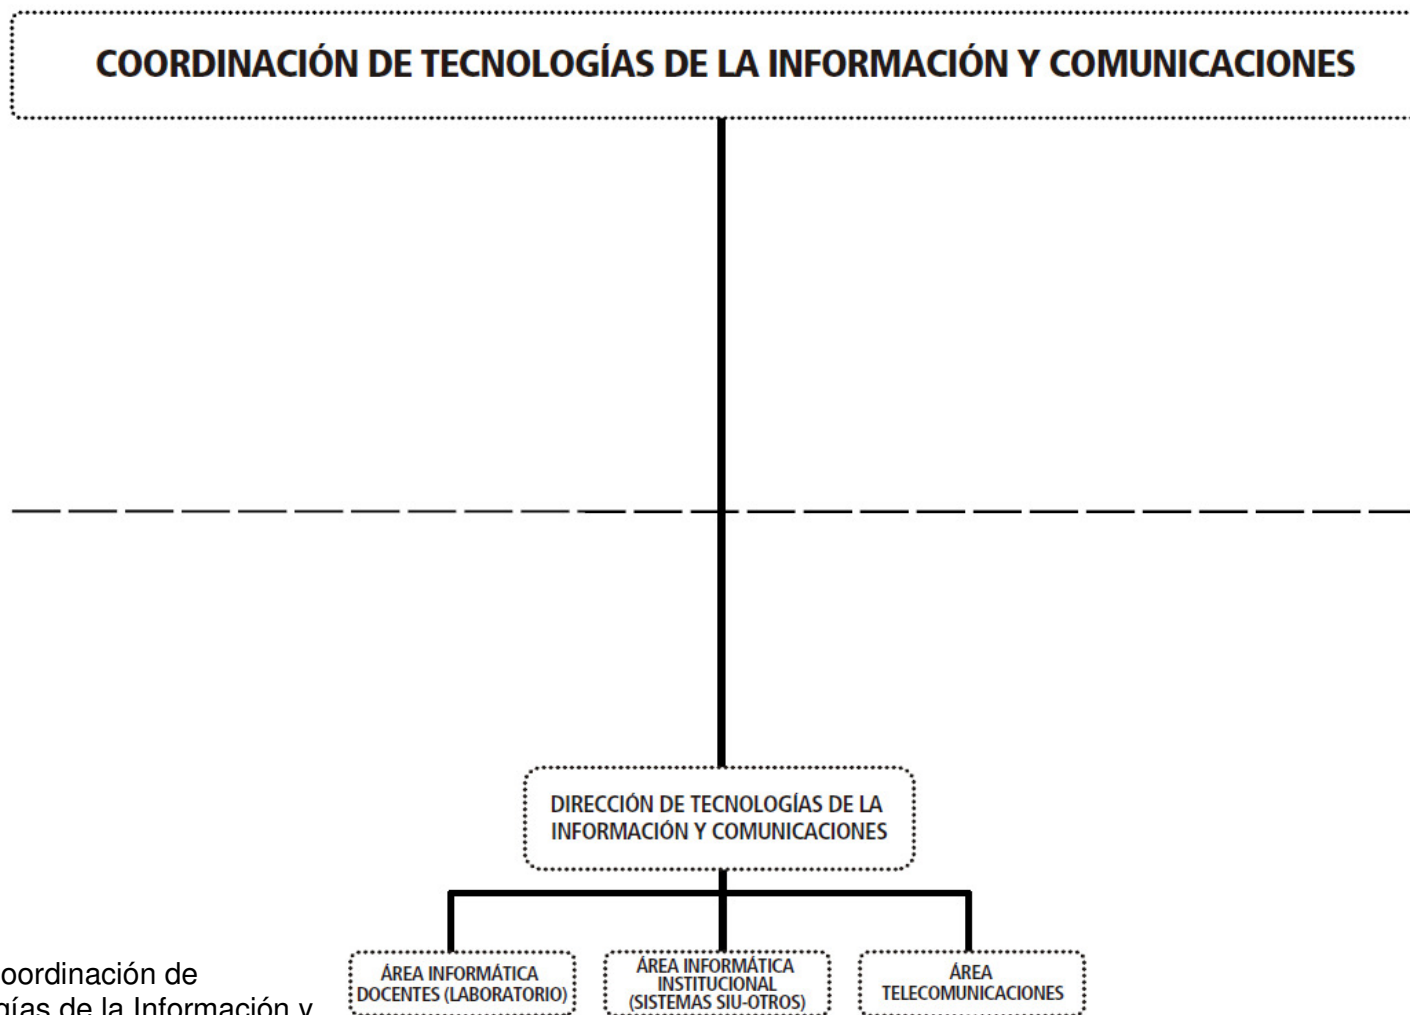 COORDINACIÓN DE TECNOLOGÍAS DE LA INFORMACIÓN Y COMUNICACIONES
DIRECCIÓN DE TECNOLOGÍAS DE LA
INFORMACIÓN Y COMUNICACIONES
ÁREA INFORMÁTICA
DOCENTES (LABORATORIO)
ÁREA INFORMÁTICA
INSTITUCIONAL
(SISTEMAS SIU-OTROS)
ÁREA
TELECOMUNICACIONES
oordinación de
gías de la Información y